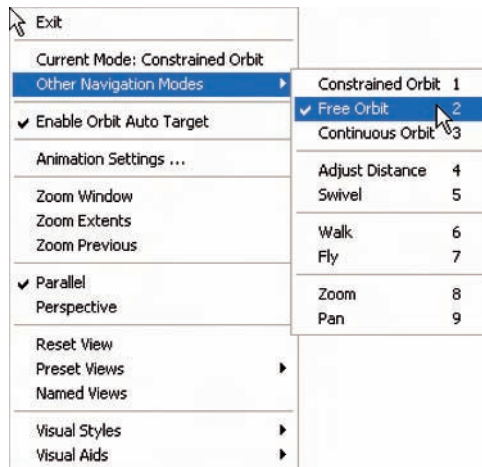 Exit
Current Mode: Constrained Orbit
Other Navigation Modes
Enable Orbit Auto Target
Animation Settings ...
Zoom Window
Zoom Extents
Zoom Previous
Parallel
Perspective
Reset View
Preset Views
Named Views
Visual Styles
Visual Aids
Constrained Orbit 1
Free Orbit 2
Continuous Orbit 3
Adjust Distance 4
Swivel 5
Walk 6
Fly 7
Zoom 8
Pan 9